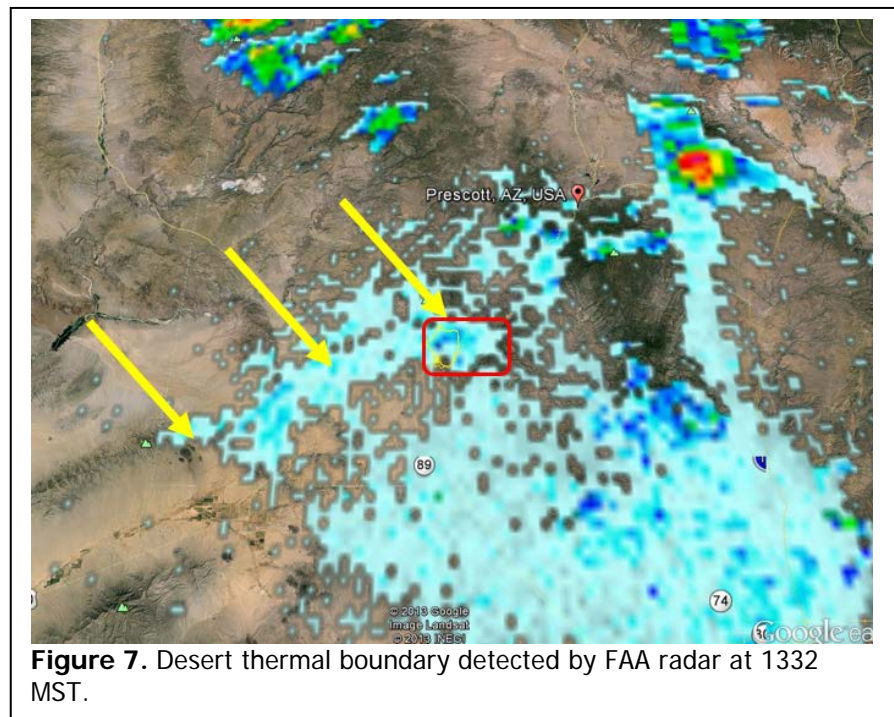 Prescott, AZ, USA
89
74
© 2013 Google
Image Landsat
© 2013 INEGI
Google ea
Figure 7. Desert thermal boundary detected by FAA radar at 1332
MST.